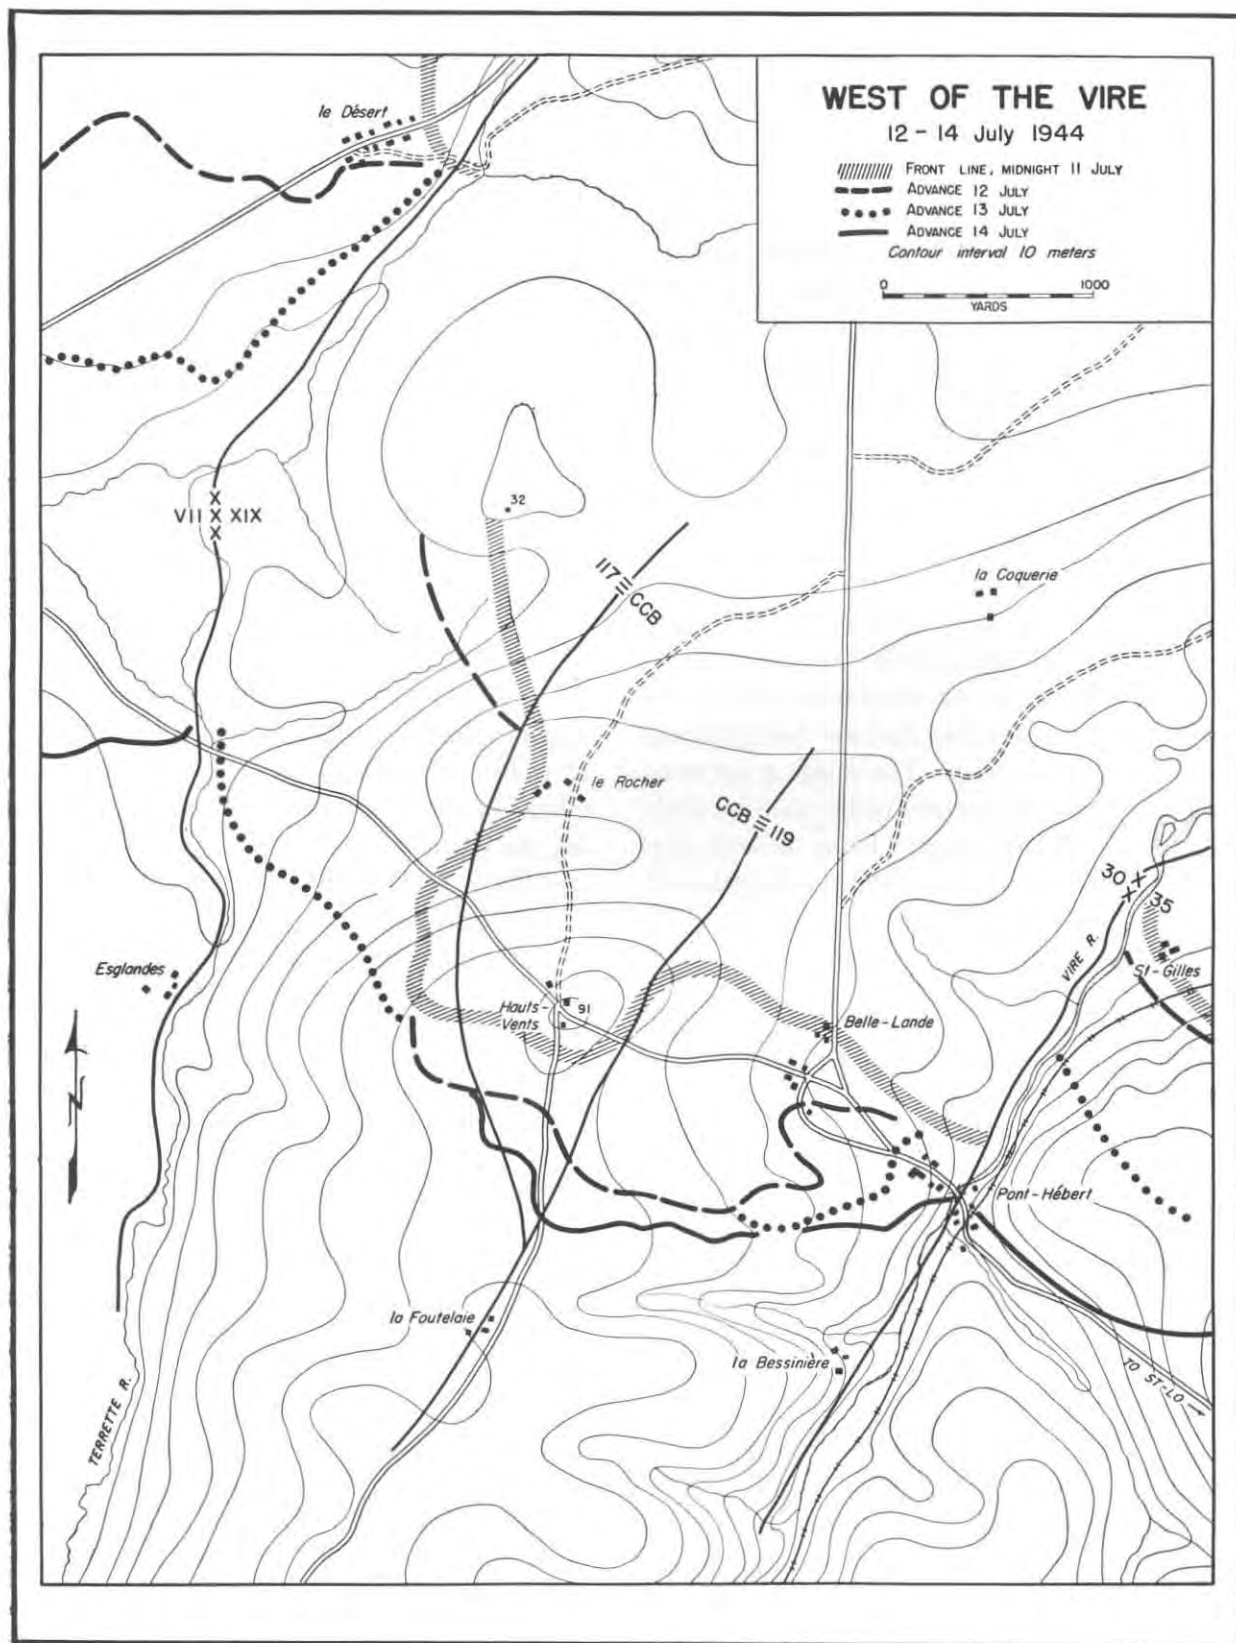 WEST OF THE VIRE
12 - 14 July 1944
FRONT LINE, MIDNIGHT 11 JULY
ADVANCE 12 JULY
ADVANCE 13 JULY
ADVANCE 14 JULY
Contour interval 10 meters
0 1000
YARDS
le Désert
32
VII XXX XIX
117 CCB
la Coquerie
le Rocher
CCB 119
30 XX 35
VIRE R.
St-Gilles
Esglandes
Hauts-
Vents
91
Belle-Lande
N
Pont-Hébert
la Foutelaie
la Bessinière
TO ST-LO →
TERRETTE R.